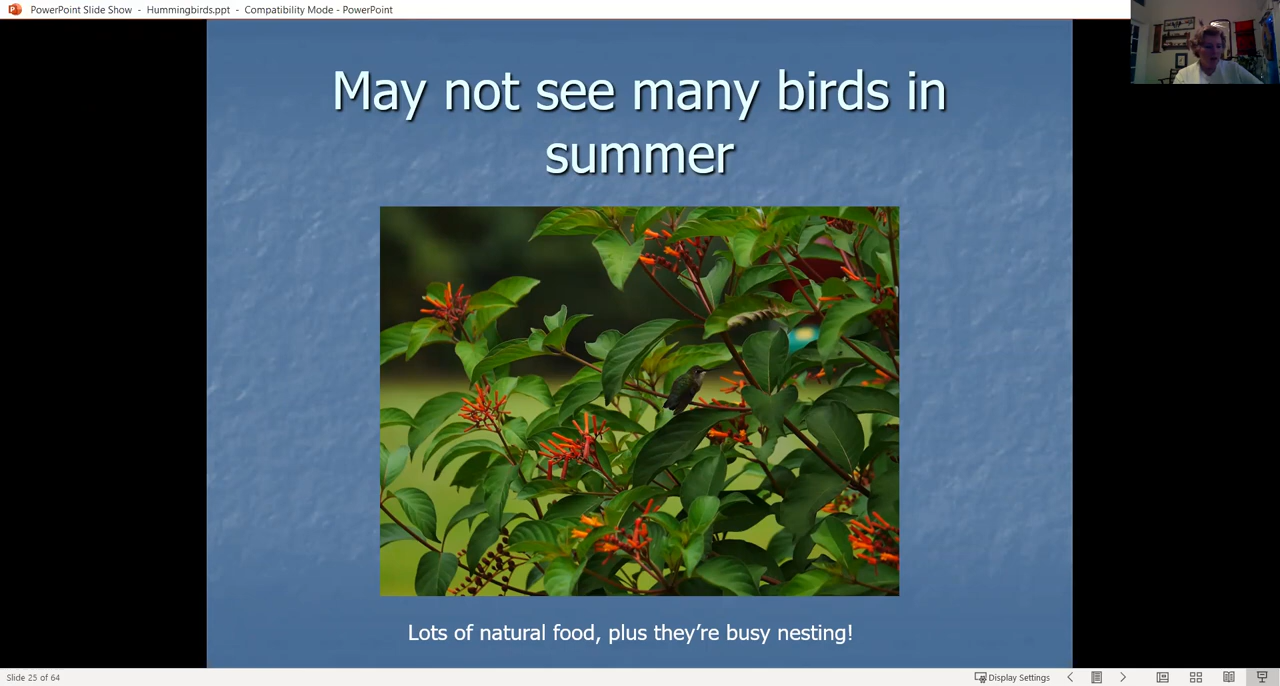 PowerPoint Slide Show - Hummingbirds.ppt - Compatibility Mode - PowerPoint
May not see many birds in
summer
Lots of natural food, plus they’re busy nesting!
Slide 25 of 64
Display Settings